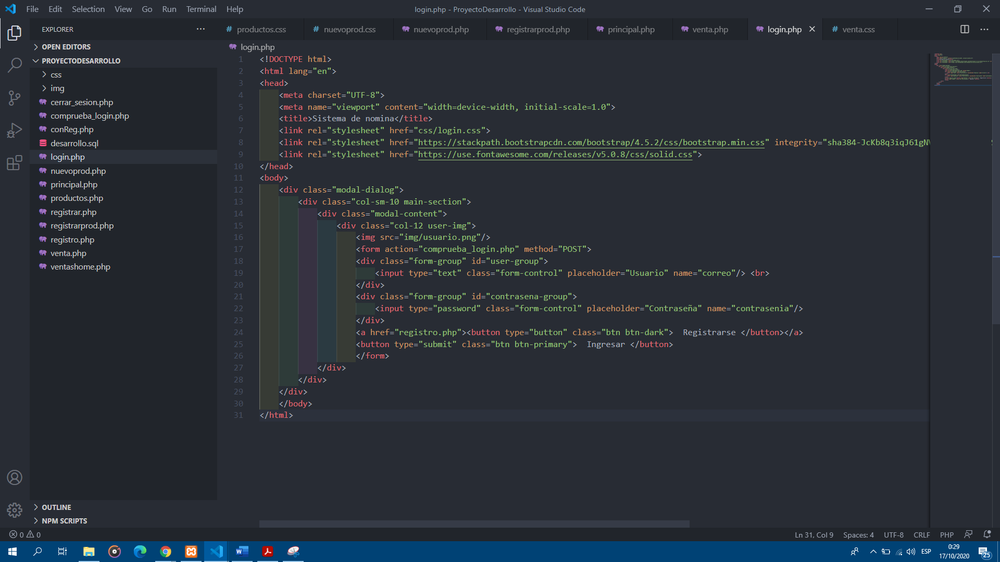 File Edit Selection View Go Run Terminal Help
login.php - ProyectoDesarrollo - Visual Studio Code
EXPLORER ...
# productos.css # nuevoprod.css nuevoprod.php registrarprod.php principal.php venta.php login.php # venta.css ...
OPEN EDITORS
PROYECTODESARROLLO
css
img
cerrar_sesion.php
comprueba_login.php
conReg.php
desarrollo.sql
login.php
nuevoprod.php
principal.php
productos.php
registrar.php
registrarprod.php
registro.php
venta.php
ventashome.php
OUTLINE
NPM SCRIPTS
login.php
1 <!DOCTYPE html>
2 <html lang="en">
3 <head>
4 <meta charset="UTF-8">
5 <meta name="viewport" content="width=device-width, initial-scale=1.0">
6 <title>Sistema de nomina</title>
7 <link rel="stylesheet" href="css/login.css">
8 <link rel="stylesheet" href="https://stackpath.bootstrapcdn.com/bootstrap/4.5.2/css/bootstrap.min.css" integrity="sha384-JcKb8q3iqJ61gN
9 <link rel="stylesheet" href="https://use.fontawesome.com/releases/v5.0.8/css/solid.css">
10 </head>
11 <body>
12 <div class="modal-dialog">
13 <div class="col-sm-10 main-section">
14 <div class="modal-content">
15 <div class="col-12 user-img">
16 <img src="img/usuario.png"/>
17 <form action="comprueba_login.php" method="POST">
18 <div class="form-group" id="user-group">
19 <input type="text" class="form-control" placeholder="Usuario" name="correo"/> <br>
20 </div>
21 <div class="form-group" id="contrasena-group">
22 <input type="password" class="form-control" placeholder="Contraseña" name="contrasenia"/>
23 </div>
24 <a href="registro.php"><button type="button" class="btn btn-dark">  Registrarse </button></a>
25 <button type="submit" class="btn btn-primary">  Ingresar </button>
26 </form>
27 </div>
28 </div>
29 </div>
30 </body>
31 </html>
0 0
Ln 31, Col 9 Spaces: 4 UTF-8 CRLF PHP
ESP
0:29
17/10/2020
25